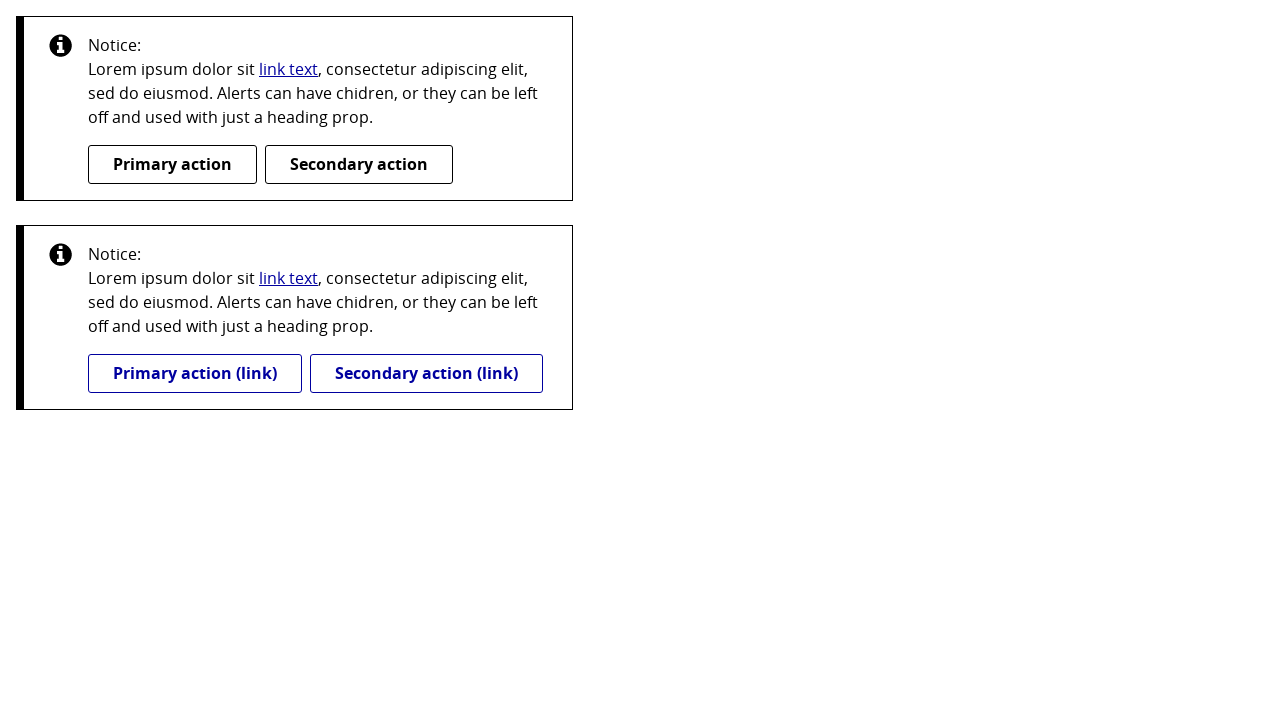 Notice:
Lorem ipsum dolor sit link text, consectetur adipiscing elit,
sed do eiusmod. Alerts can have chidren, or they can be left
off and used with just a heading prop.
Primary action Secondary action
Notice:
Lorem ipsum dolor sit link text, consectetur adipiscing elit,
sed do eiusmod. Alerts can have chidren, or they can be left
off and used with just a heading prop.
Primary action (link) Secondary action (link)